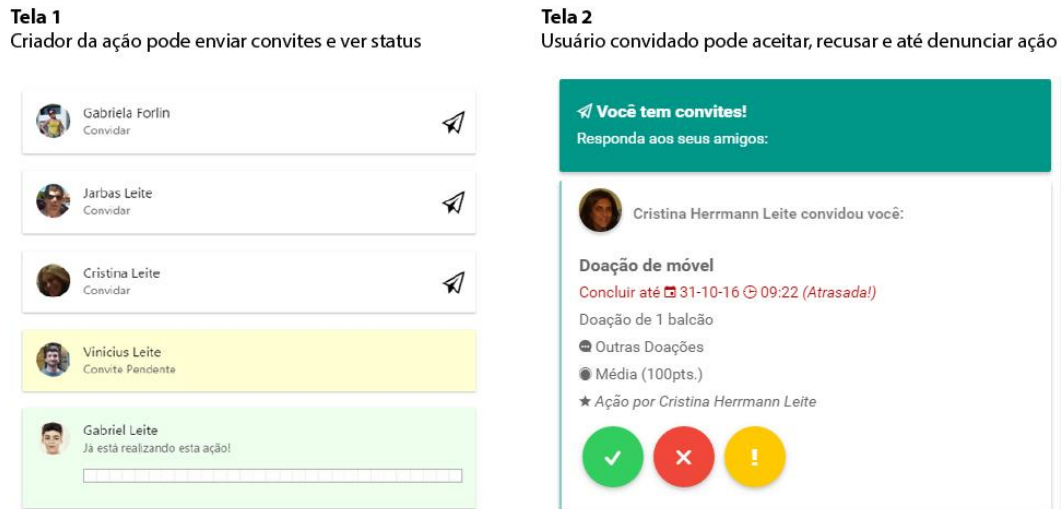 Tela 1
Criador da ação pode enviar convites e ver status
Gabriela Forlin
Convidar
Jarbas Leite
Convidar
Cristina Leite
Convidar
Vinicius Leite
Convite Pendente
Gabriel Leite
Já está realizando esta ação!
Tela 2
Usuário convidado pode aceitar, recusar e até denunciar ação
Você tem convites!
Responda aos seus amigos:
Cristina Herrmann Leite convidou você:
Doação de móvel
Concluir até 31-10-16 09:22 (Atrasada!)
Doação de 1 balcão
Outras Doações
Média (100pts.)
Ação por Cristina Herrmann Leite